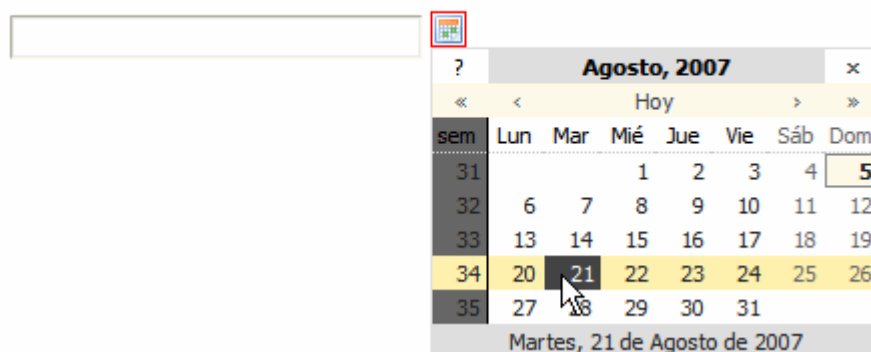 ? Agosto, 2007 ×
« ‹ Hoy › »
sem Lun Mar Mié Jue Vie Sáb Dom
31 1 2 3 4 5
32 6 7 8 9 10 11 12
33 13 14 15 16 17 18 19
34 20 21 22 23 24 25 26
35 27 28 29 30 31
Martes, 21 de Agosto de 2007